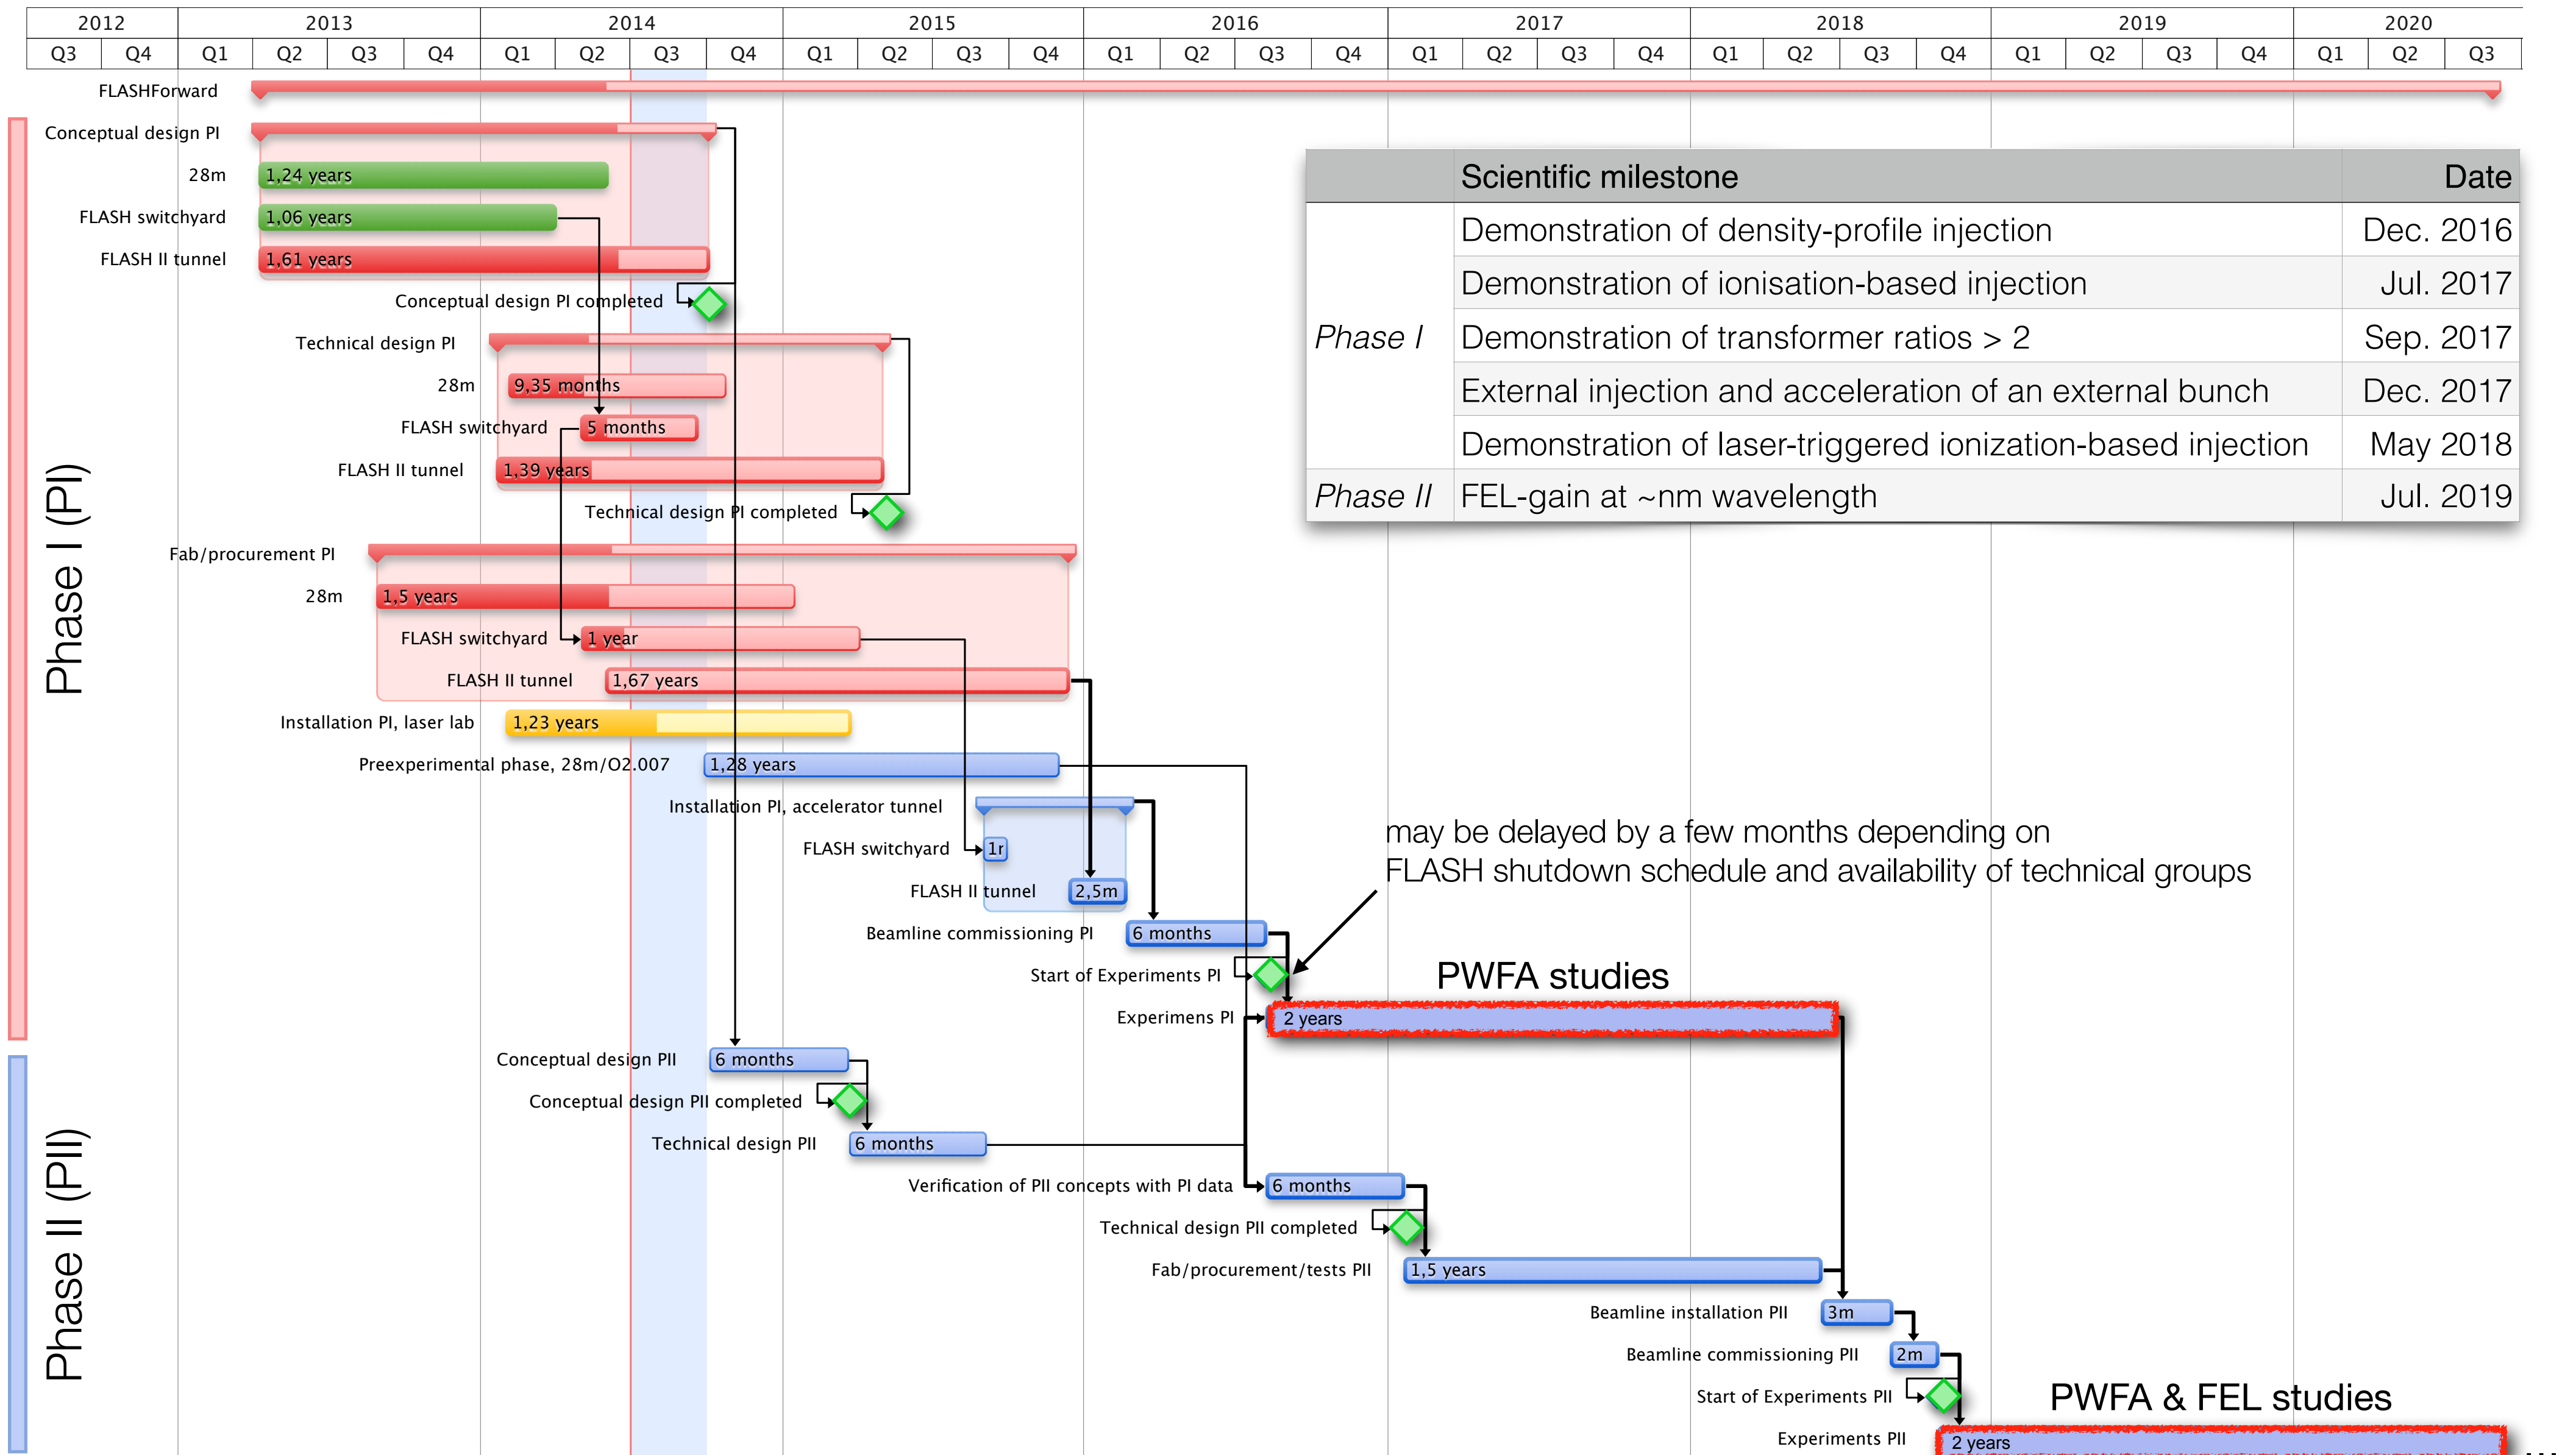 2012 2013 2014 2015 2016 2017 2018 2019 2020
Q3 Q4 Q1 Q2 Q3 Q4 Q1 Q2 Q3 Q4 Q1 Q2 Q3 Q4 Q1 Q2 Q3 Q4 Q1 Q2 Q3 Q4 Q1 Q2 Q3 Q4 Q1 Q2 Q3 Q4 Q1 Q2 Q3
FLASHForward
Phase I (PI)
Conceptual design PI
28m 1,24 years
FLASH switchyard 1,06 years
FLASH II tunnel 1,61 years
Conceptual design PI completed
Technical design PI
28m 9,35 months
FLASH switchyard 5 months
FLASH II tunnel 1,39 years
Technical design PI completed
Fab/procurement PI
28m 1,5 years
FLASH switchyard 1 year
FLASH II tunnel 1,67 years
Installation PI, laser lab 1,23 years
Preexperimental phase, 28m/O2.007 1,28 years
Installation PI, accelerator tunnel
FLASH switchyard 1r
FLASH II tunnel 2,5m
Beamline commissioning PI 6 months
Start of Experiments PI
Experimens PI 2 years
Scientific milestone Date
Phase I
Demonstration of density-profile injection Dec. 2016
Demonstration of ionisation-based injection Jul. 2017
Demonstration of transformer ratios > 2 Sep. 2017
External injection and acceleration of an external bunch Dec. 2017
Demonstration of laser-triggered ionization-based injection May 2018
Phase II FEL-gain at ~nm wavelength Jul. 2019
may be delayed by a few months depending on
FLASH shutdown schedule and availability of technical groups
PWFA studies
Phase II (PII)
Conceptual design PII 6 months
Conceptual design PII completed
Technical design PII 6 months
Verification of PII concepts with PI data 6 months
Technical design PII completed
Fab/procurement/tests PII 1,5 years
Beamline installation PII 3m
Beamline commissioning PII 2m
Start of Experiments PII
PWFA & FEL studies
Experiments PII 2 years ...